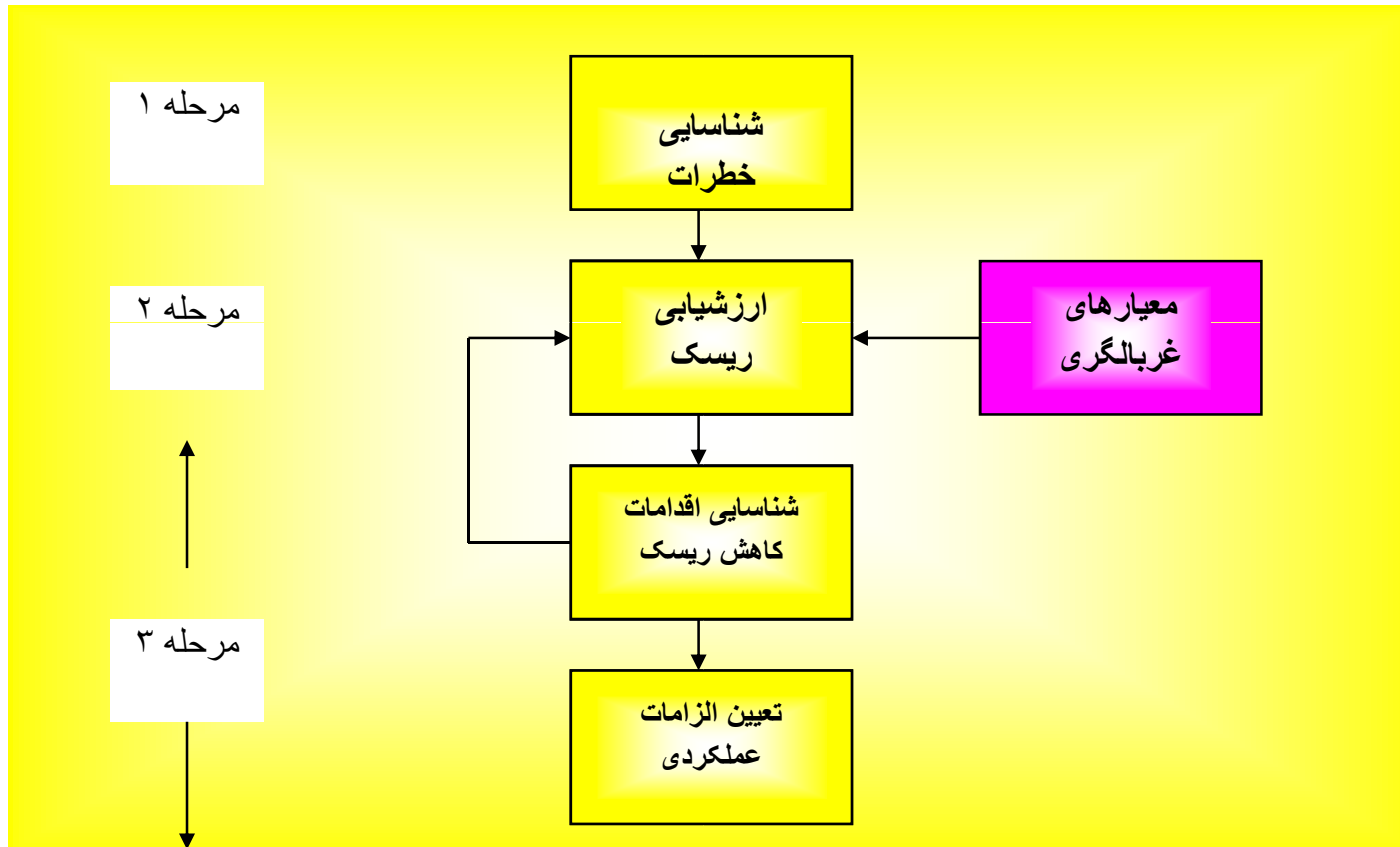 مرحله ۱
شناسایی
خطرات
مرحله ۲
ارزشیابی
ریسک
معیارهای
غربالگری
شناسایی اقدامات
کاهش ریسک
مرحله ۳
تعیین الزامات
عملکردی